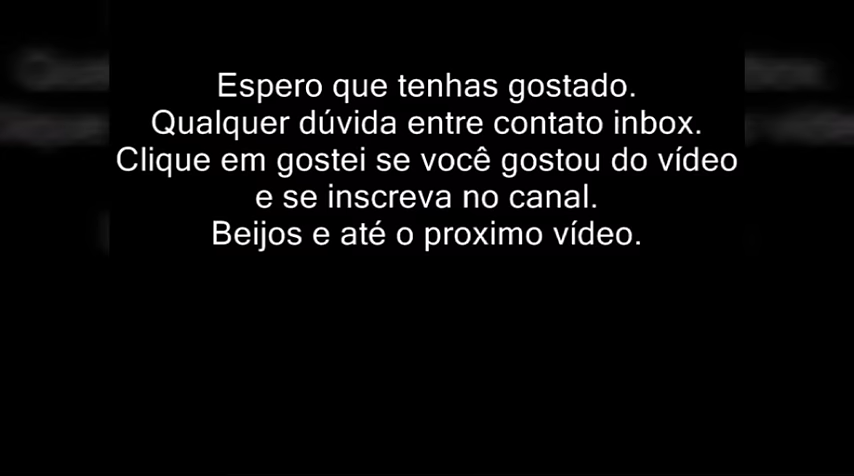 Espero que tenhas gostado.
Qualquer dúvida entre contato inbox.
Clique em gostei se você gostou do vídeo
e se inscreva no canal.
Beijos e até o proximo vídeo.